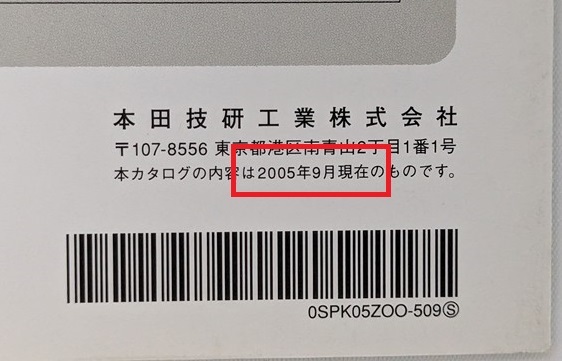 本田技研工業株式会社
〒107-8556 東京都港区南青山2丁目1番1号
本カタログの内容は2005年9月現在のものです。
0SPK05ZOO-509Ⓢ